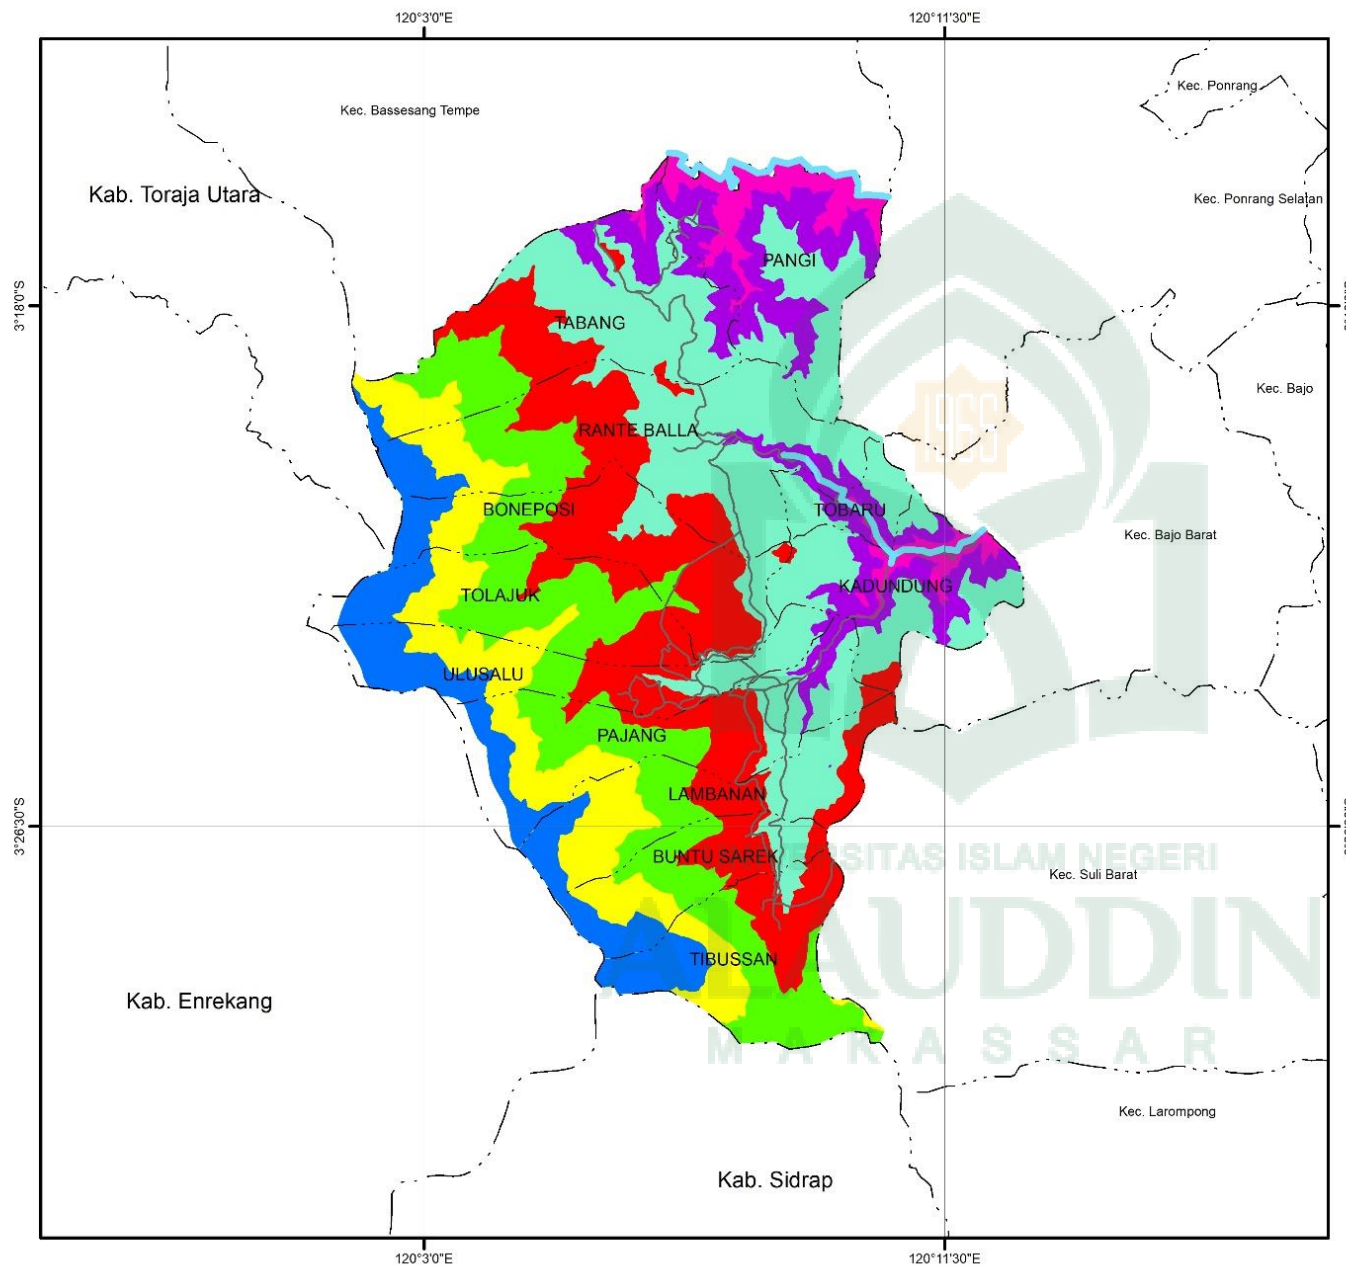 120°3'0"E
120°11'30"E
Kec. Ponrang
Kec. Bassesang Tempe
Kab. Toraja Utara
Kec. Ponrang Selatan
PANGI
3°18'0"S
TABANG
Kec. Bajo
RANTE BALLA
1965
BONEPOSI
TOBARU
Kec. Bajo Barat
KADUNDUNG
TOLAJUK
ULUSALU
PAJANG
LAMBANAN
3°26'30"S
BUNTU SAREK
SITAS ISLAM NEGERI
Kec. Suli Barat
ALAUDDIN
TIBUSSAN
Kab. Enrekang
MAKASSAR
Kec. Larompong
Kab. Sidrap
120°3'0"E
120°11'30"E